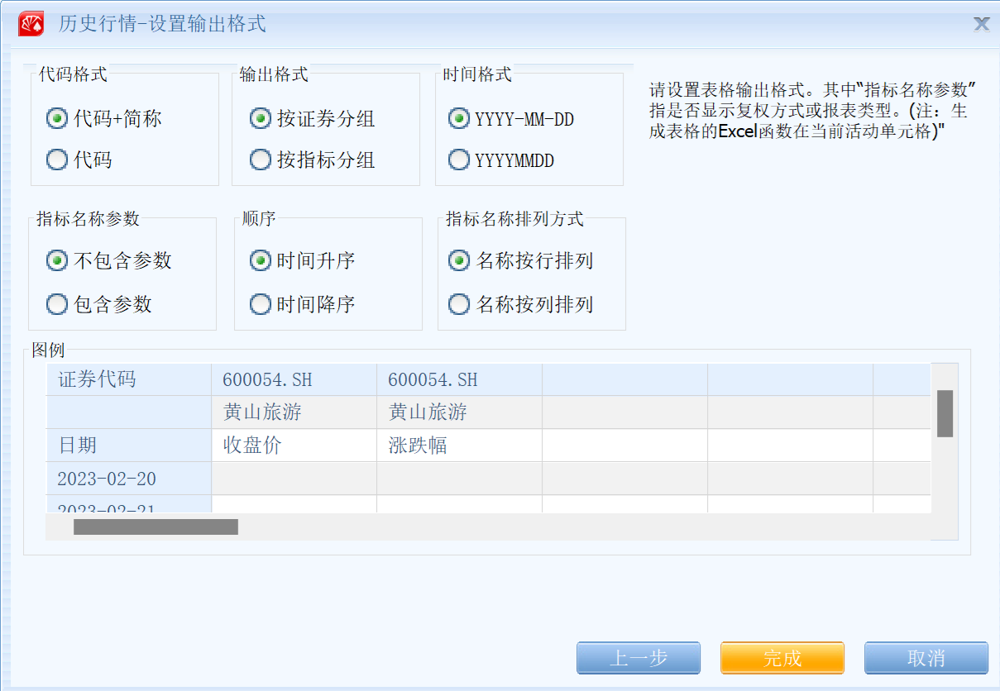 历史行情-设置输出格式
代码格式
代码+简称
代码
输出格式
按证券分组
按指标分组
时间格式
YYYY-MM-DD
YYYYMMDD
请设置表格输出格式。其中“指标名称参数”
指是否显示复权方式或报表类型。(注：生
成表格的Excel函数在当前活动单元格)"
指标名称参数
不包含参数
包含参数
顺序
时间升序
时间降序
指标名称排列方式
名称按行排列
名称按列排列
图例
证券代码 600054.SH 600054.SH
黄山旅游 黄山旅游
日期 收盘价 涨跌幅
2023-02-20
2023-02-21
上一步 完成 取消